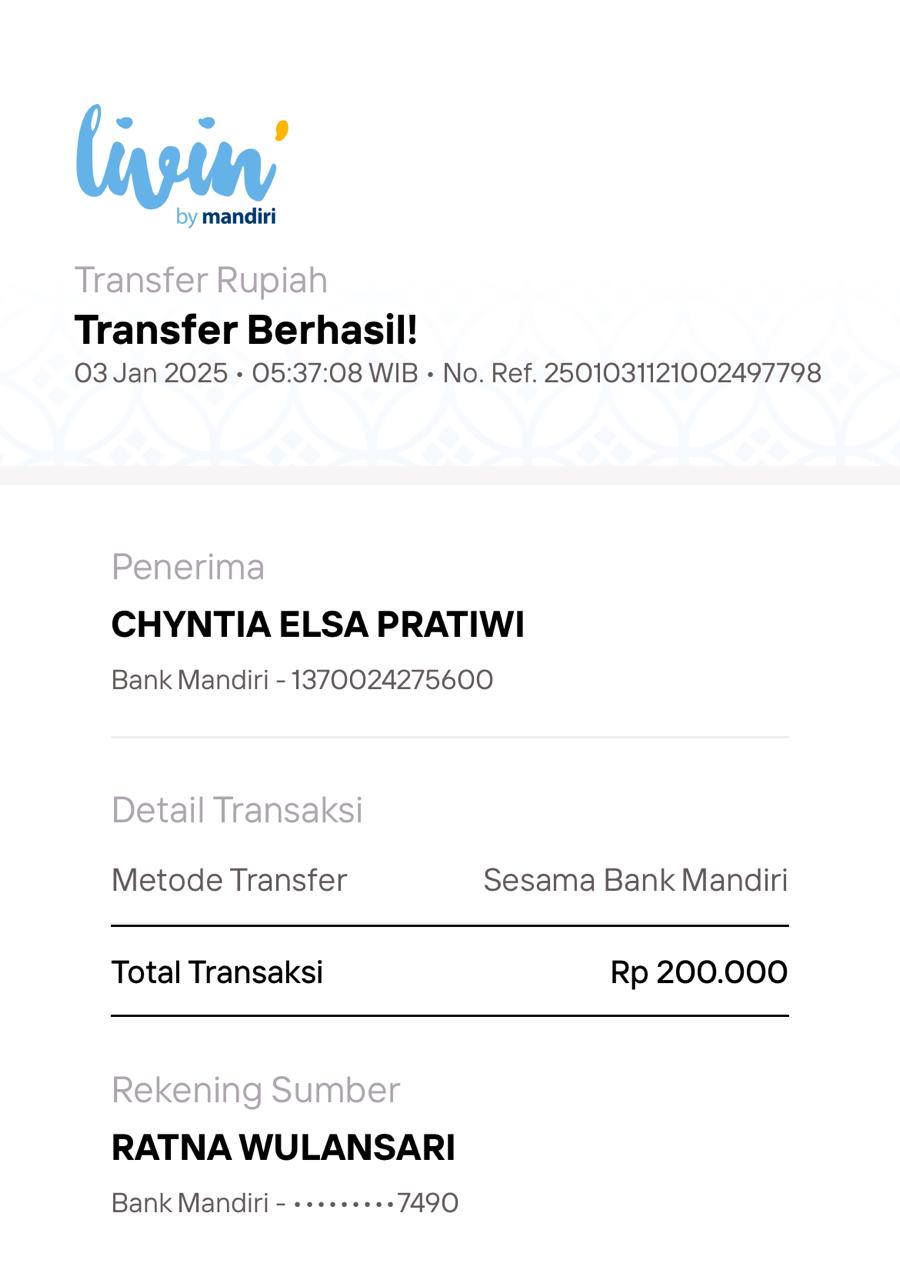 livin'
by mandiri
Transfer Rupiah
Transfer Berhasil!
03 Jan 2025 • 05:37:08 WIB • No. Ref. 2501031121002497798
Penerima
CHYNTIA ELSA PRATIWI
Bank Mandiri - 1370024275600
Detail Transaksi
Metode Transfer Sesama Bank Mandiri
Total Transaksi Rp 200.000
Rekening Sumber
RATNA WULANSARI
Bank Mandiri - •••••••••7490